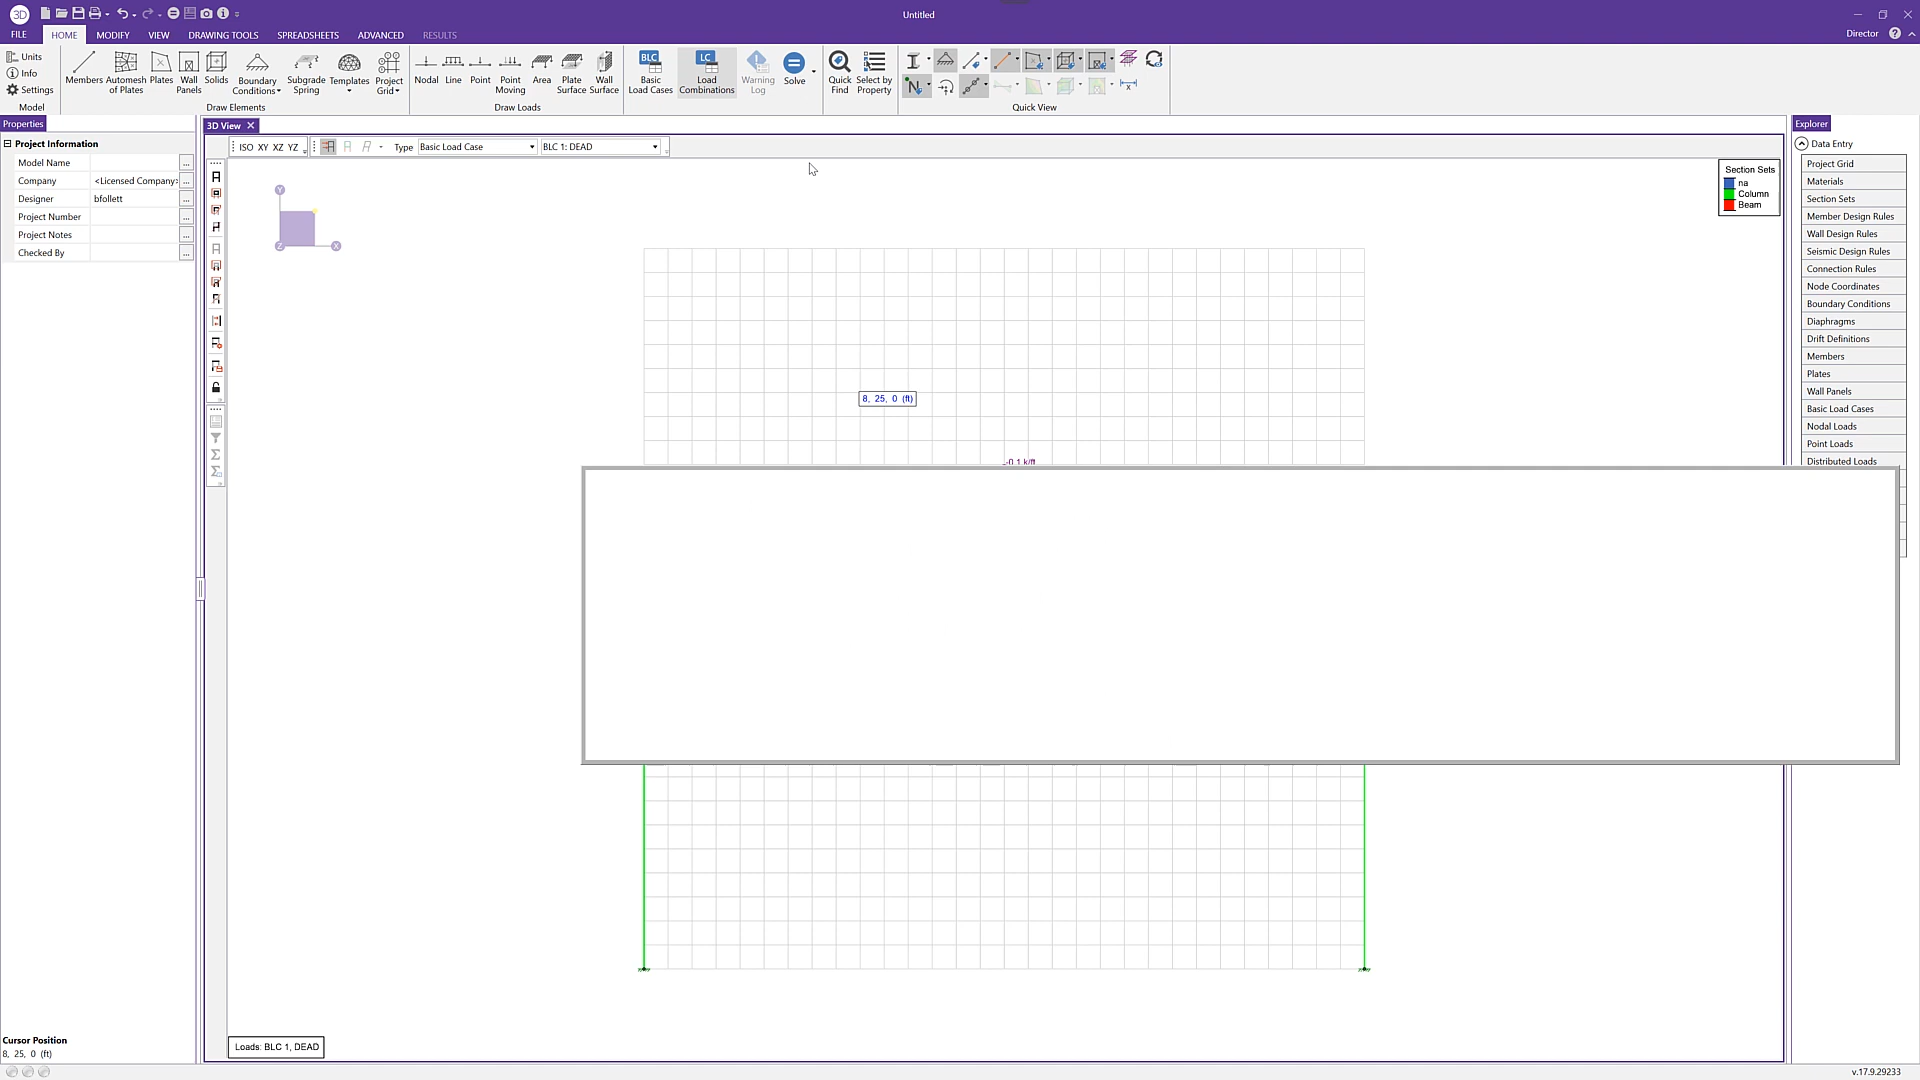 3D
Untitled
FILE HOME MODIFY VIEW DRAWING TOOLS SPREADSHEETS ADVANCED RESULTS
Director
Units
Info
Settings
Model
Members
Automesh of Plates
Plates
Wall Panels
Solids
Boundary Conditions
Subgrade Spring
Templates
Project Grid
Draw Elements
Nodal
Line
Point
Point Moving
Area
Plate Surface
Wall Surface
Draw Loads
BLC
Basic Load Cases
LC
Load Combinations
Warning Log
Solve
Quick Find
Select by Property
Quick View
Properties
Project Information
Model Name
Company <Licensed Company>
Designer bfollett
Project Number
Project Notes
Checked By
3D View
ISO XY XZ YZ
Type Basic Load Case BLC 1: DEAD
Y
Z
X
8, 25, 0 (ft)
-0.1 k/ft
Section Sets
na
Column
Beam
Explorer
Data Entry
Project Grid
Materials
Section Sets
Member Design Rules
Wall Design Rules
Seismic Design Rules
Connection Rules
Node Coordinates
Boundary Conditions
Diaphragms
Drift Definitions
Members
Plates
Wall Panels
Basic Load Cases
Nodal Loads
Point Loads
Distributed Loads
Loads: BLC 1, DEAD
Cursor Position
8, 25, 0 (ft)
v.17.9.29233